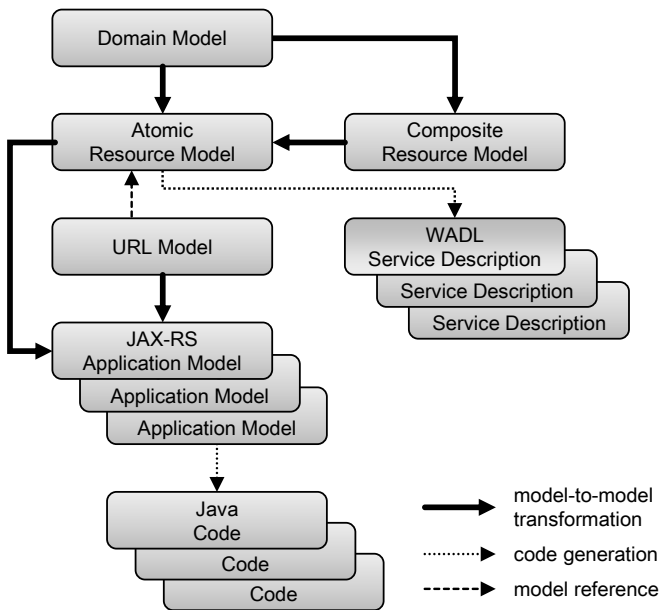 Domain Model
Atomic
Resource Model
Composite
Resource Model
URL Model
WADL
Service Description
Service Description
Service Description
JAX-RS
Application Model
Application Model
Application Model
Java
Code
Code
Code
model-to-model
transformation
code generation
model reference